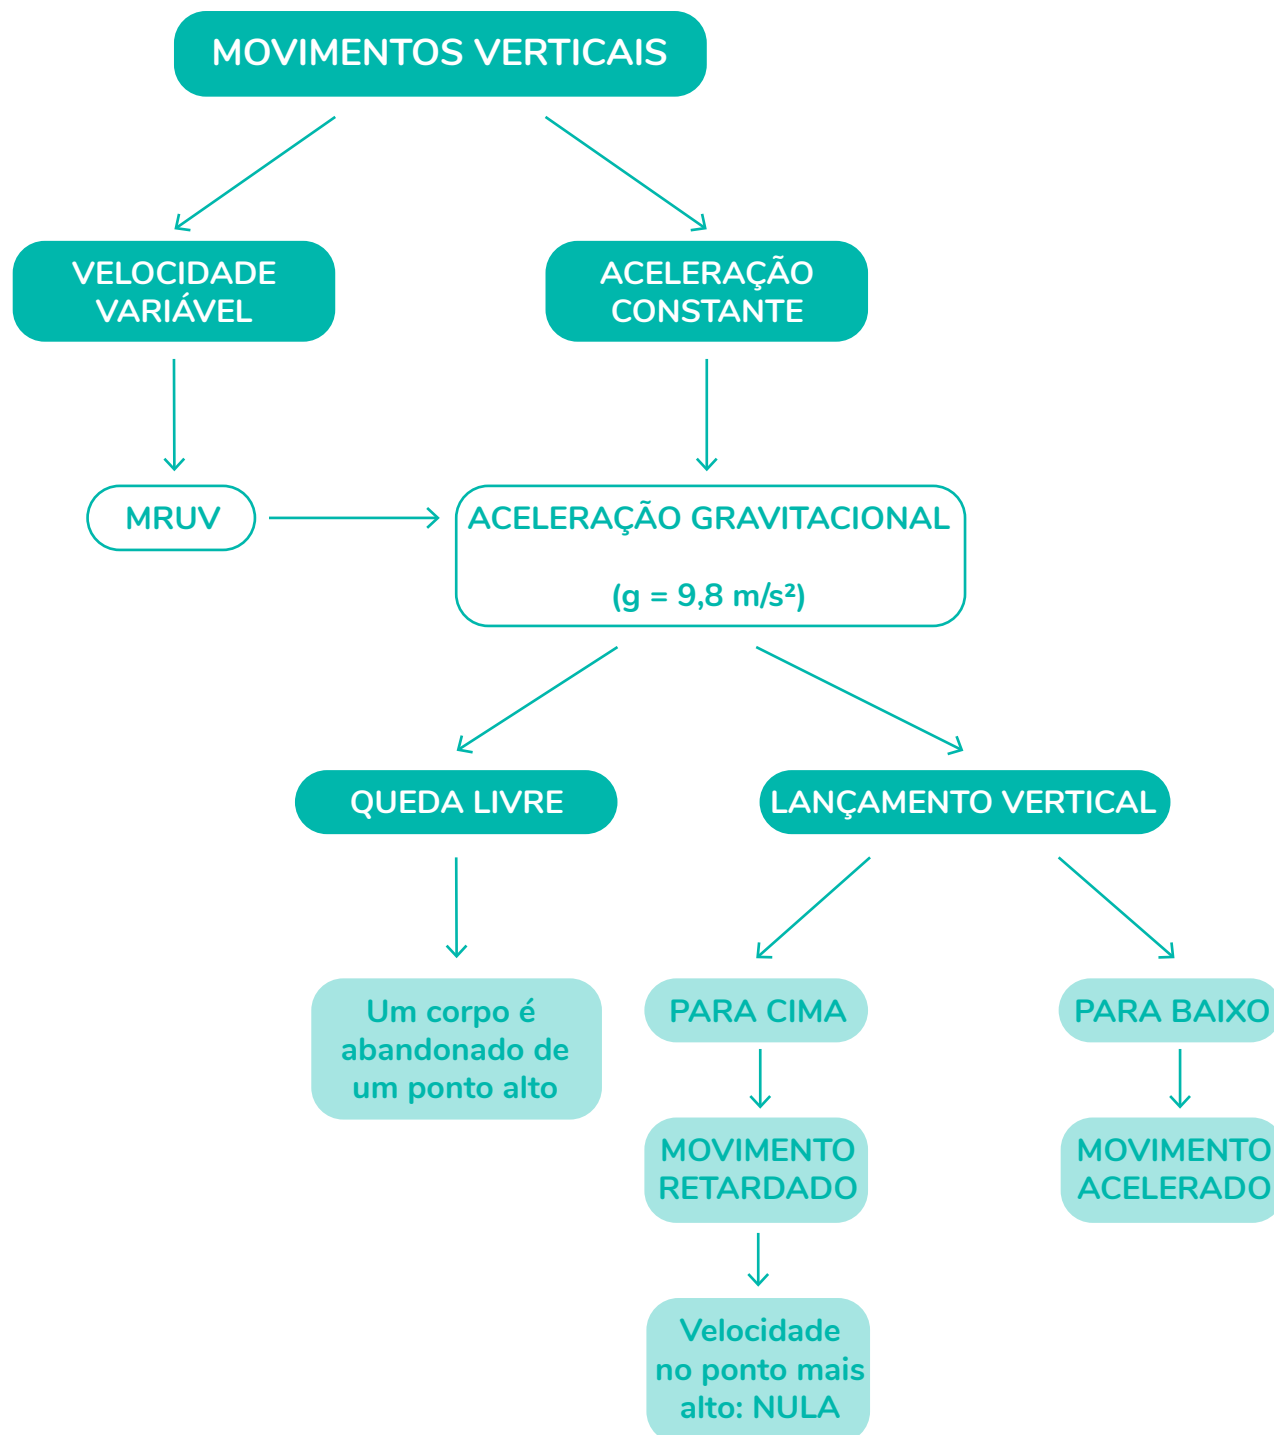 MOVIMENTOS VERTICAIS
VELOCIDADE
VARIÁVEL
ACELERAÇÃO
CONSTANTE
MRUV
ACELERAÇÃO GRAVITACIONAL
(g = 9,8 m/s²)
QUEDA LIVRE
LANÇAMENTO VERTICAL
Um corpo é
abandonado de
um ponto alto
PARA CIMA
PARA BAIXO
MOVIMENTO
RETARDADO
MOVIMENTO
ACELERADO
Velocidade
no ponto mais
alto: NULA